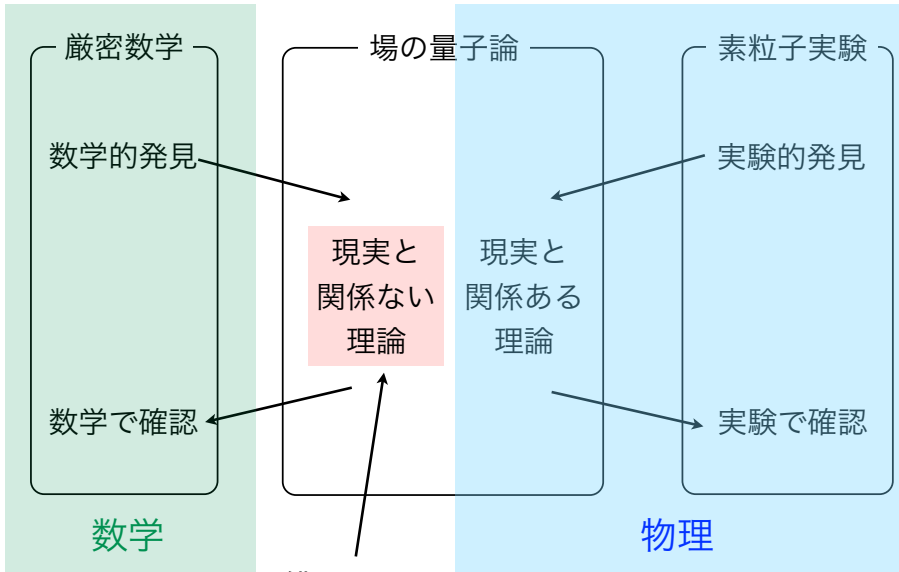 厳密数学
場の量子論
素粒子実験
数学的発見
実験的発見
現実と
関係ない
理論
現実と
関係ある
理論
数学で確認
実験で確認
数学
物理